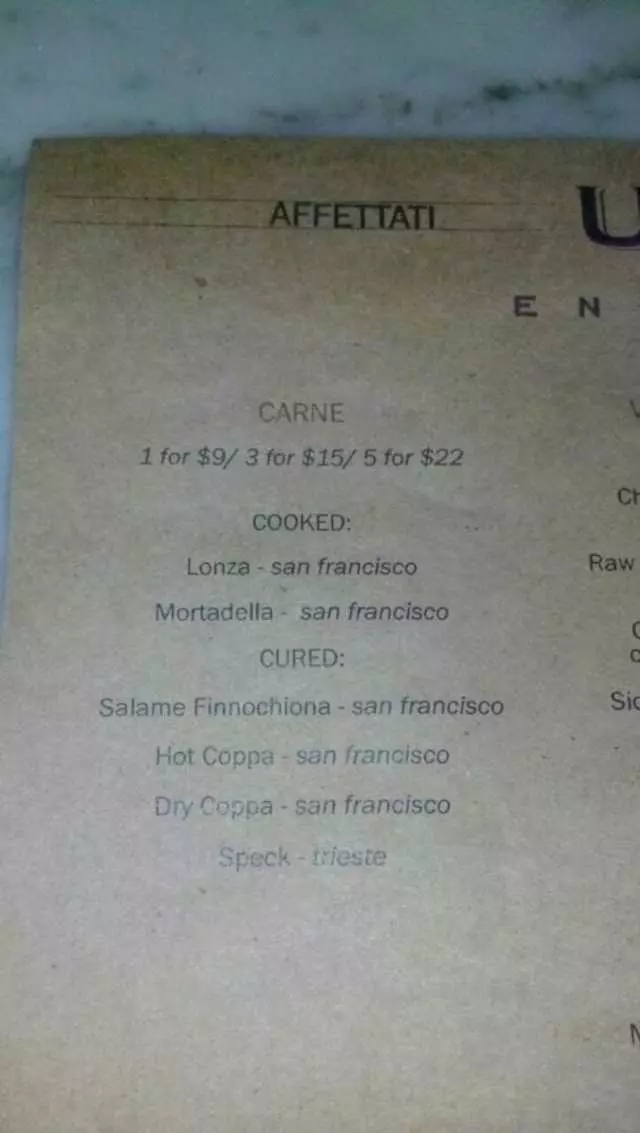 AFFETTATI
U
E N
CARNE
1 for $9/ 3 for $15/ 5 for $22
COOKED:
Lonza - san francisco
Raw
Mortadella - san francisco
CURED:
Salame Finnochiona - san francisco
Hot Coppa - san francisco
Dry Coppa - san francisco
Speck - trieste